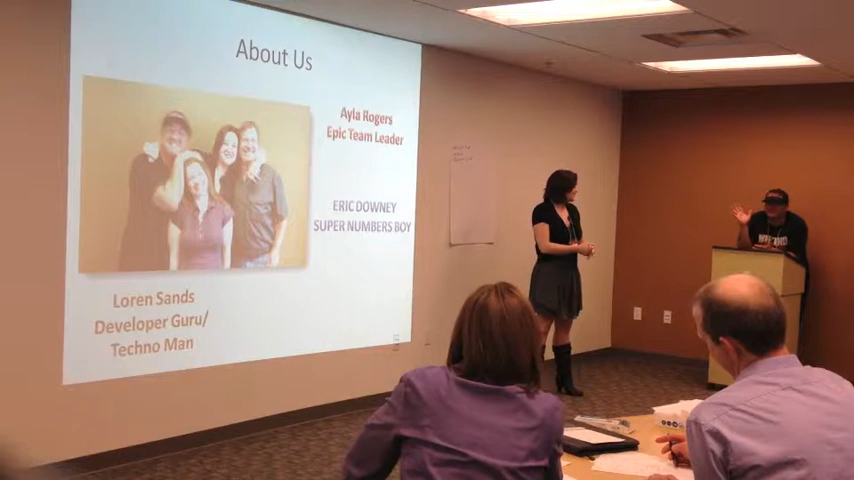 About Us
Ayla Rogers
Epic Team Leader
ERIC DOWNEY
SUPER NUMBERS BOY
Loren Sands
Developer Guru/
Techno Man